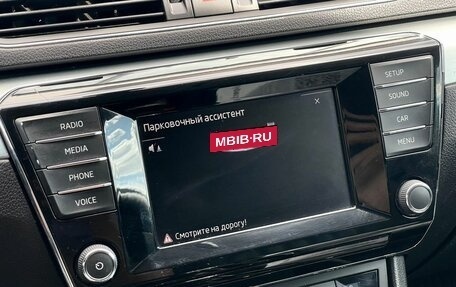 Парковочный ассистент
MBIB·RU
Смотрите на дорогу!
RADIO
MEDIA
PHONE
VOICE
SETUP
SOUND
CAR
MENU